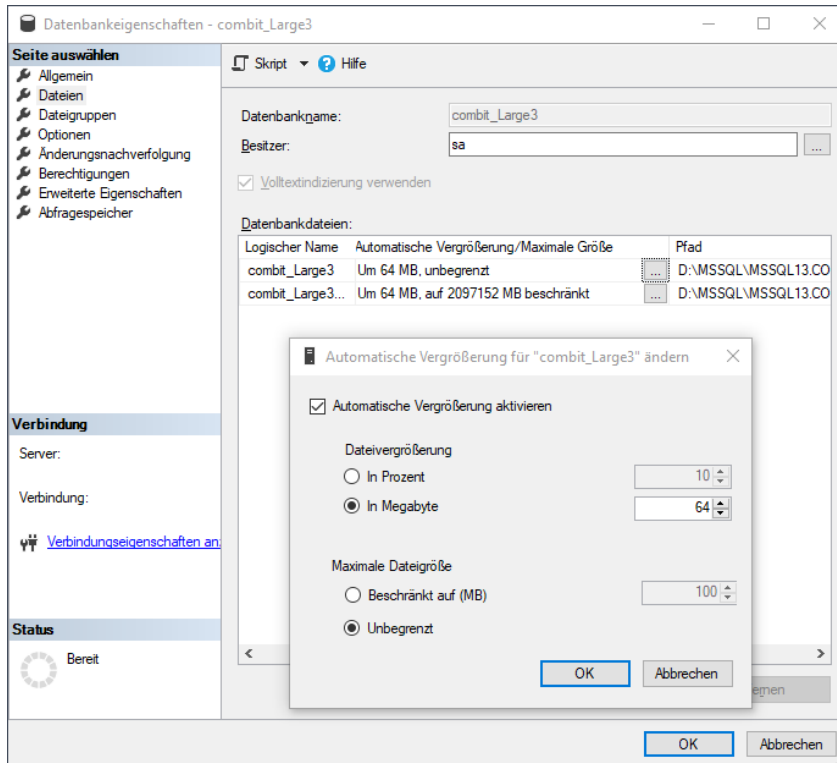 Datenbankeigenschaften - combit_Large3
Seite auswählen
Allgemein
Dateien
Dateigruppen
Optionen
Änderungsnachverfolgung
Berechtigungen
Erweiterte Eigenschaften
Abfragespeicher
Skript
Hilfe
Datenbankname: combit_Large3
Besitzer: sa ...
Volltextindizierung verwenden
Datenbankdateien:
Logischer Name Automatische Vergrößerung/Maximale Größe Pfad
combit_Large3 Um 64 MB, unbegrenzt ... D:\MSSQL\MSSQL13.CO
combit_Large3... Um 64 MB, auf 2097152 MB beschränkt ... D:\MSSQL\MSSQL13.CO
Automatische Vergrößerung für "combit_Large3" ändern
Automatische Vergrößerung aktivieren
Dateivergrößerung
In Prozent 10
In Megabyte 64
Maximale Dateigröße
Beschränkt auf (MB) 100
Unbegrenzt
OK Abbrechen
Verbindung
Server:
Verbindung:
Verbindungseigenschaften an
Status
Bereit
ernen
OK Abbrechen